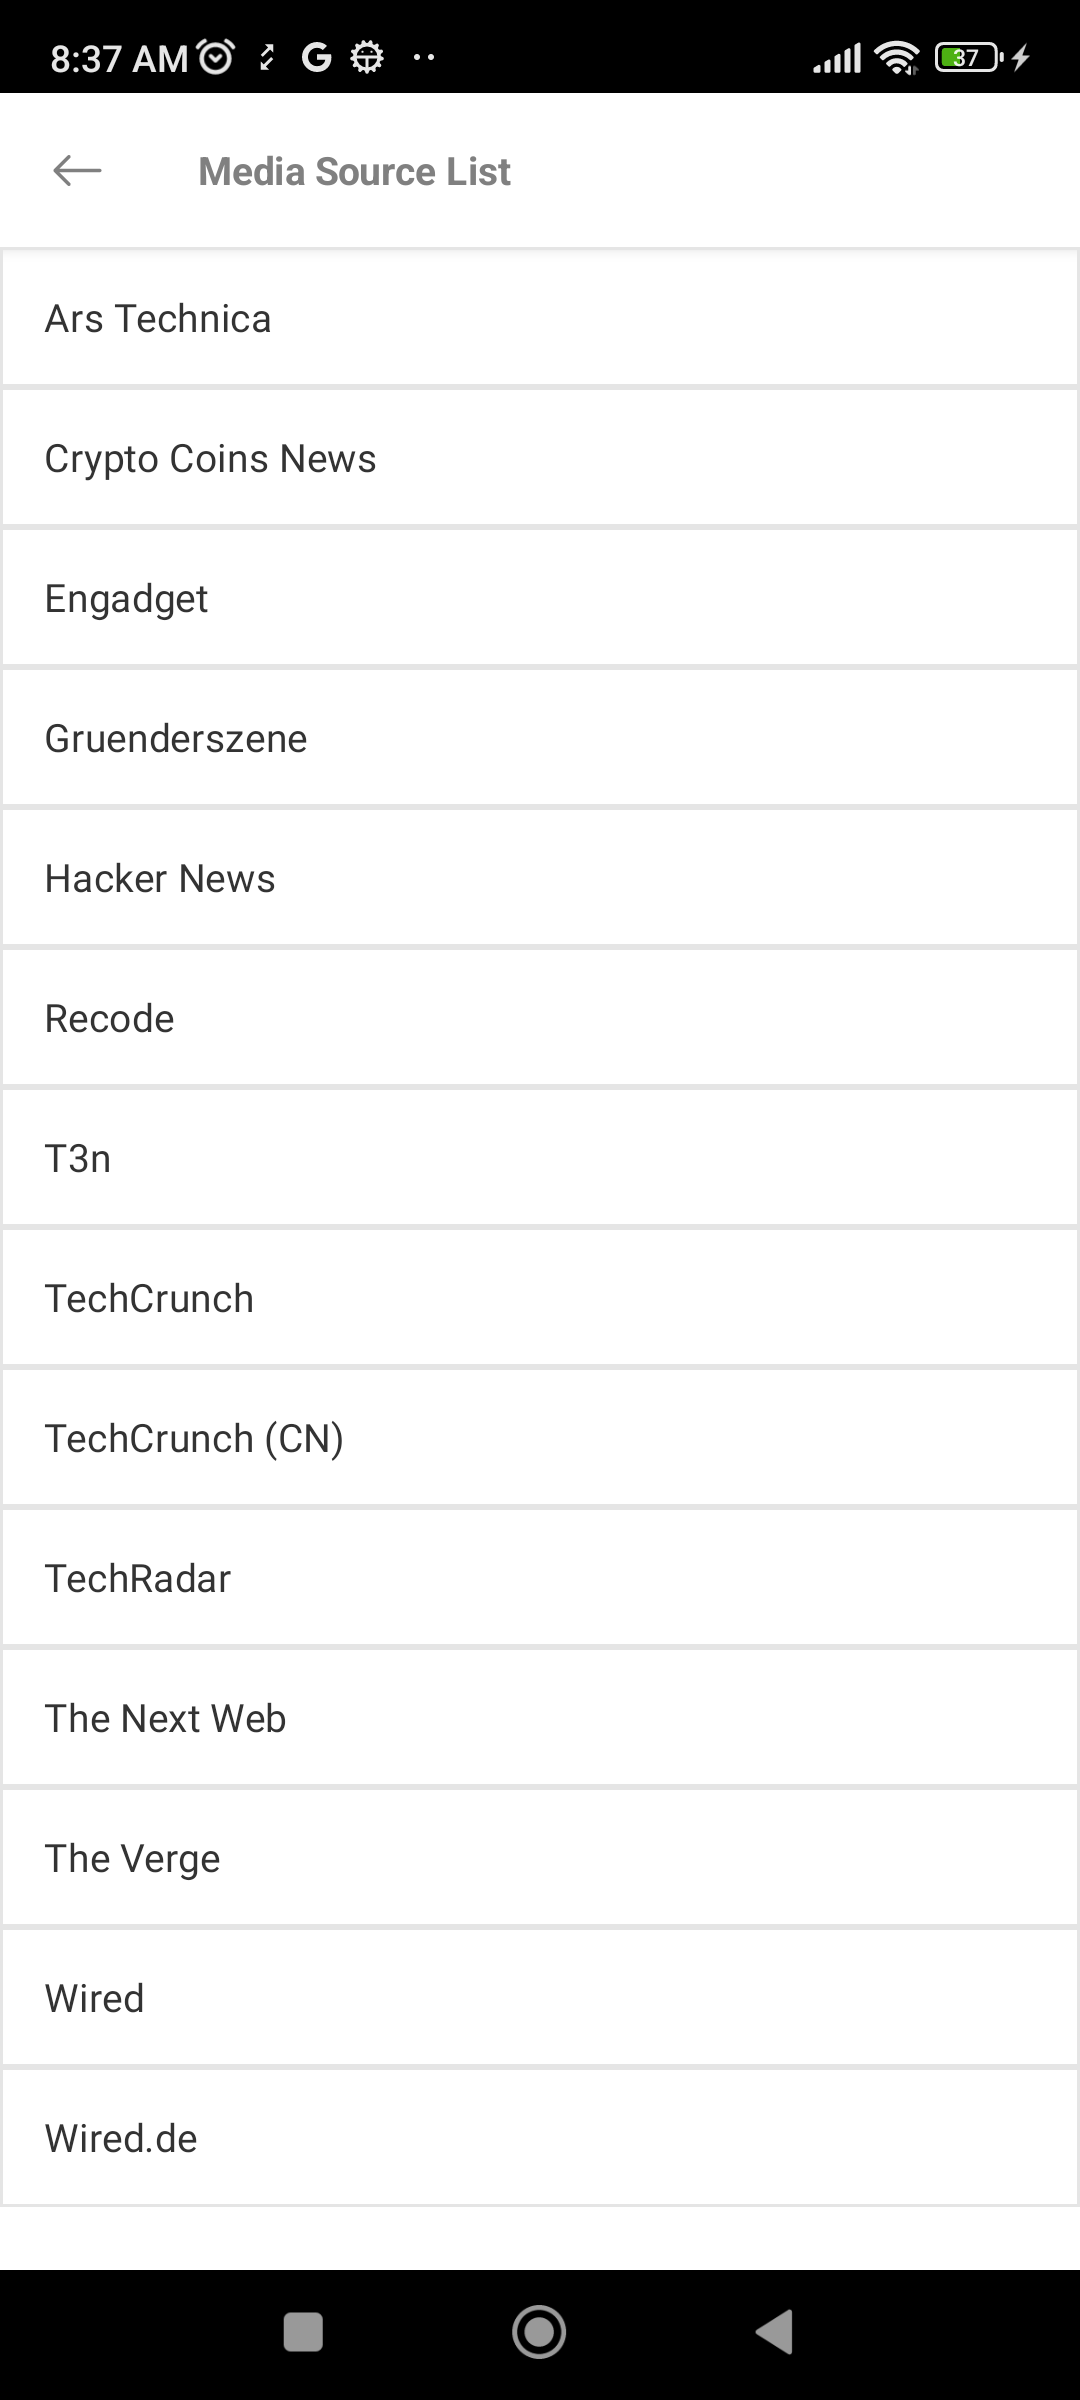 8:37 AM
37
Media Source List
Ars Technica
Crypto Coins News
Engadget
Gruenderszene
Hacker News
Recode
T3n
TechCrunch
TechCrunch (CN)
TechRadar
The Next Web
The Verge
Wired
Wired.de